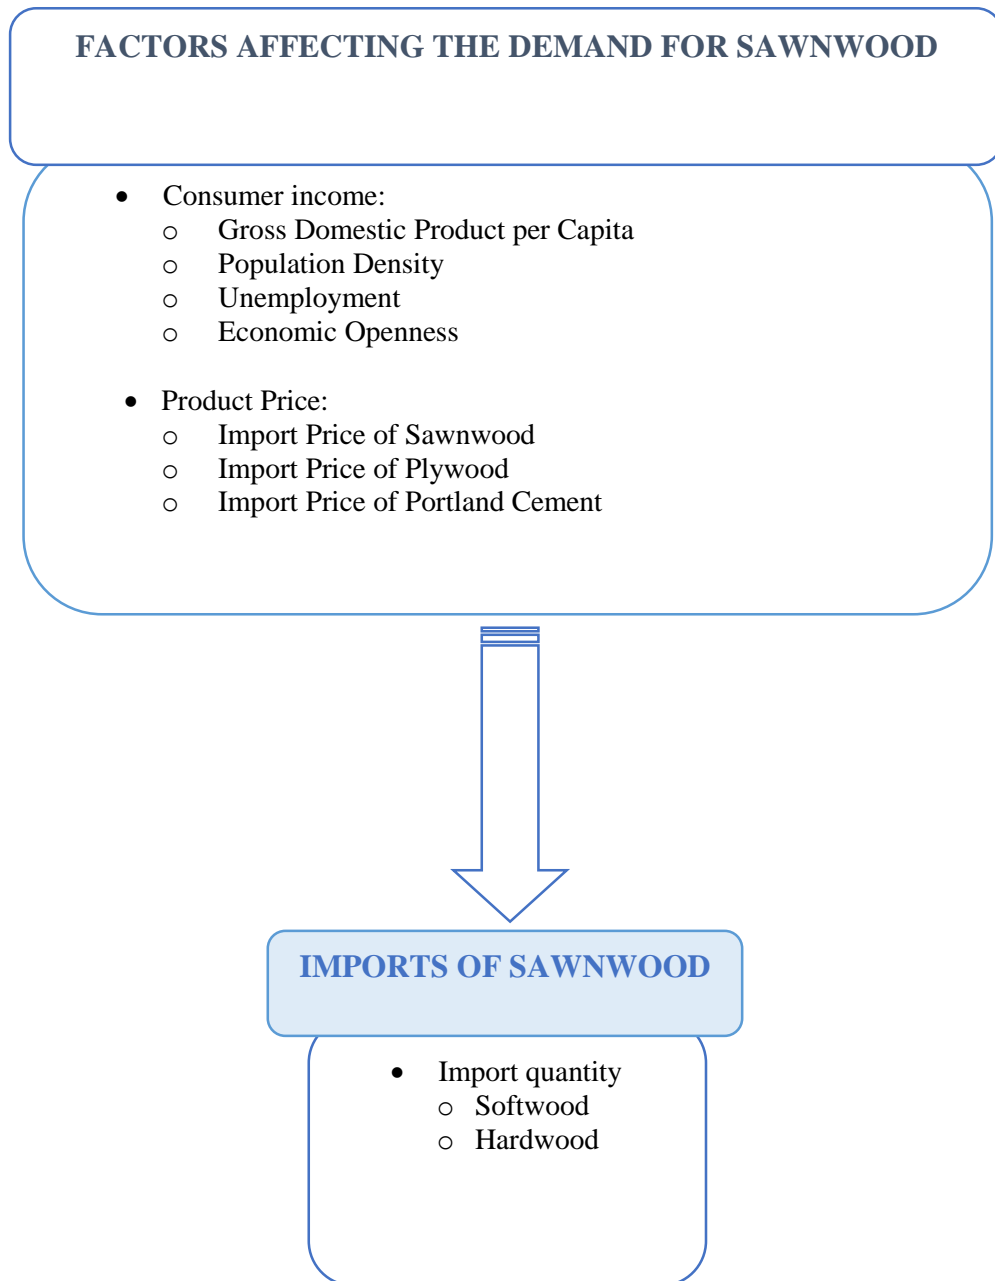 FACTORS AFFECTING THE DEMAND FOR SAWNWOOD
• Consumer income:
o Gross Domestic Product per Capita
o Population Density
o Unemployment
o Economic Openness
• Product Price:
o Import Price of Sawnwood
o Import Price of Plywood
o Import Price of Portland Cement
IMPORTS OF SAWNWOOD
• Import quantity
o Softwood
o Hardwood